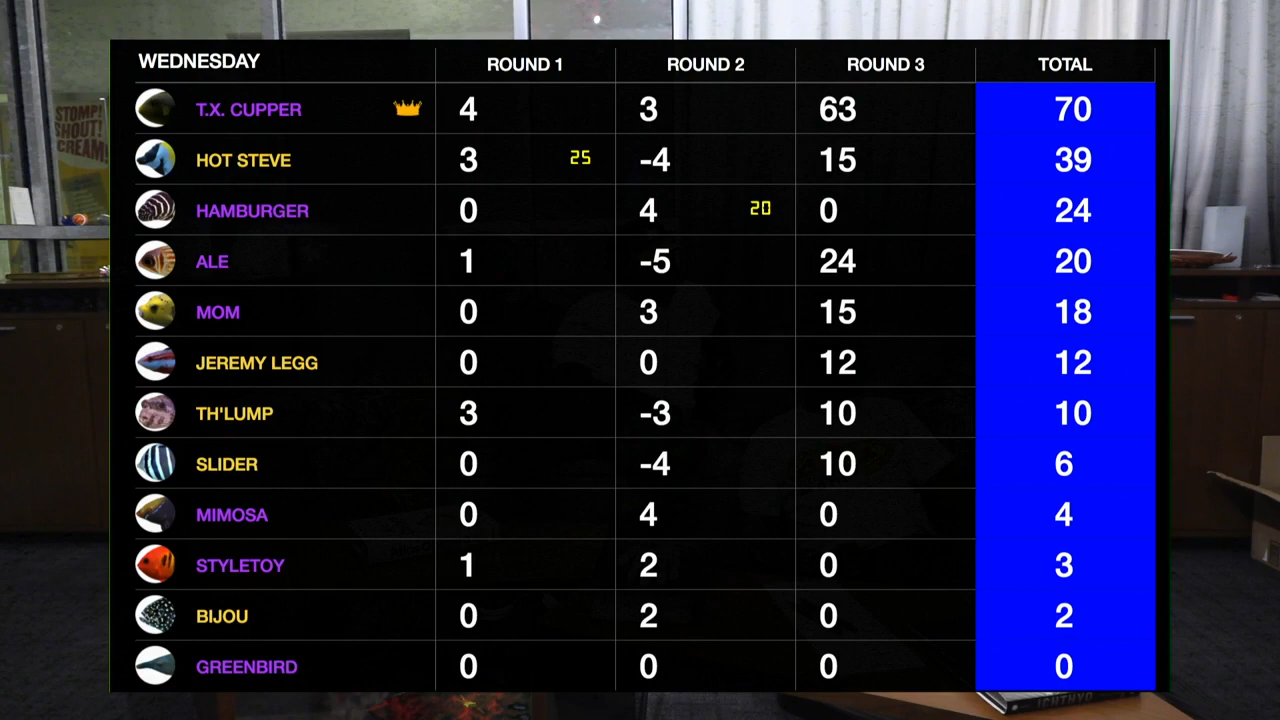 WEDNESDAY ROUND 1 ROUND 2 ROUND 3 TOTAL
T.X. CUPPER 4 3 63 70
HOT STEVE 3 25 -4 15 39
HAMBURGER 0 4 20 0 24
ALE 1 -5 24 20
MOM 0 3 15 18
JEREMY LEGG 0 0 12 12
TH'LUMP 3 -3 10 10
SLIDER 0 -4 10 6
MIMOSA 0 4 0 4
STYLETOY 1 2 0 3
BIJOU 0 2 0 2
GREENBIRD 0 0 0 0
STOMP!
SHOUT!
CREAM!
ICHTHYO